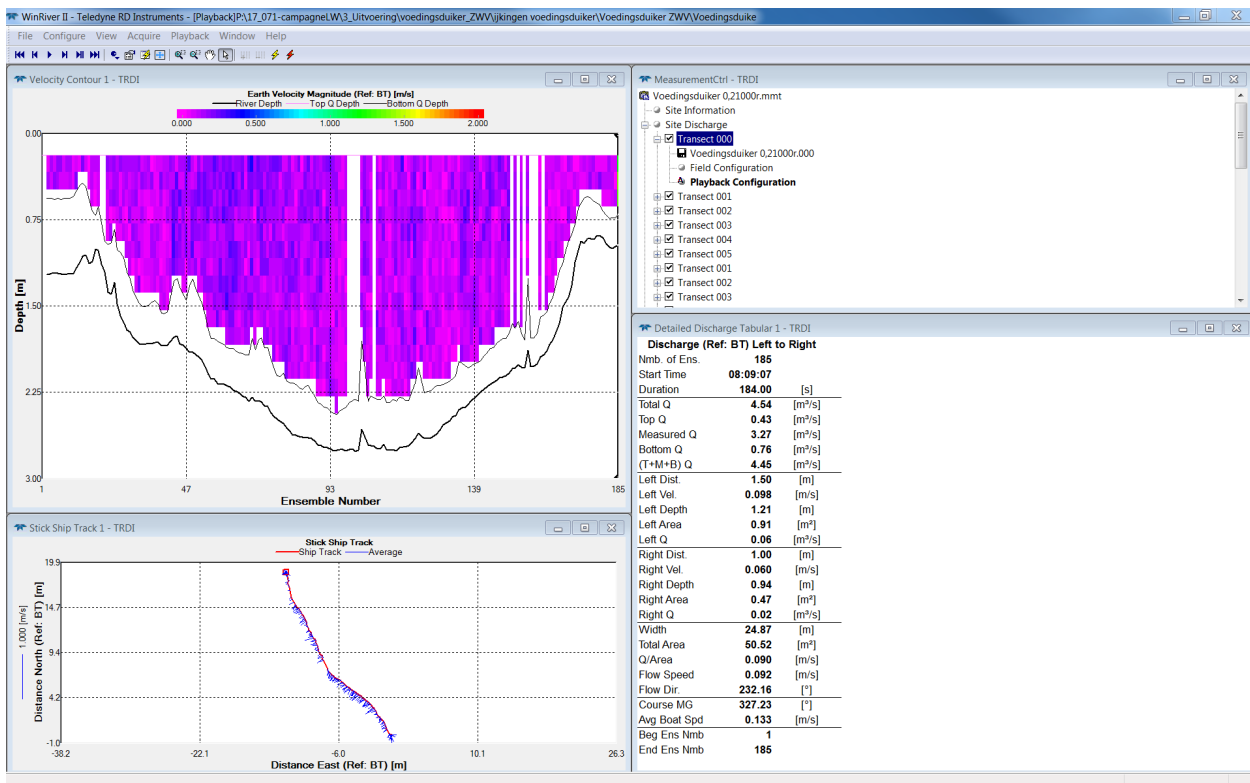 WinRiver II - Teledyne RD Instruments - [Playback]P:\17_071-campagneLW\3_Uitvoering\voedingsduiker_ZWV\ijkingen voedingsduiker\Voedingsduiker ZWV\Voedingsduike
File Configure View Acquire Playback Window Help
Velocity Contour 1 - TRDI
Earth Velocity Magnitude (Ref: BT) [m/s]
River Depth Top Q Depth Bottom Q Depth
0.000 0.500 1.000 1.500 2.000
0.00
0.75
1.50
2.25
3.00
Depth [m]
1 47 93 139 185
Ensemble Number
Stick Ship Track 1 - TRDI
Stick Ship Track
Ship Track Average
19.9
14.7
9.4
4.2
-1.0
1.000 [m/s]
Distance North (Ref: BT) [m]
-38.2 -22.1 -6.0 10.1 26.3
Distance East (Ref: BT) [m]
MeasurementCtrl - TRDI
Voedingsduiker 0,21000r.mmt
Site Information
Site Discharge
Transect 000
Voedingsduiker 0,21000r.000
Field Configuration
Playback Configuration
Transect 001
Transect 002
Transect 003
Transect 004
Transect 005
Transect 001
Transect 002
Transect 003
Detailed Discharge Tabular 1 - TRDI
Discharge (Ref: BT) Left to Right
Nmb. of Ens. 185
Start Time 08:09:07
Duration 184.00 [s]
Total Q 4.54 [m³/s]
Top Q 0.43 [m³/s]
Measured Q 3.27 [m³/s]
Bottom Q 0.76 [m³/s]
(T+M+B) Q 4.45 [m³/s]
Left Dist. 1.50 [m]
Left Vel. 0.098 [m/s]
Left Depth 1.21 [m]
Left Area 0.91 [m²]
Left Q 0.06 [m³/s]
Right Dist. 1.00 [m]
Right Vel. 0.060 [m/s]
Right Depth 0.94 [m]
Right Area 0.47 [m²]
Right Q 0.02 [m³/s]
Width 24.87 [m]
Total Area 50.52 [m²]
Q/Area 0.090 [m/s]
Flow Speed 0.092 [m/s]
Flow Dir. 232.16 [°]
Course MG 327.23 [°]
Avg Boat Spd 0.133 [m/s]
Beg Ens Nmb 1
End Ens Nmb 185